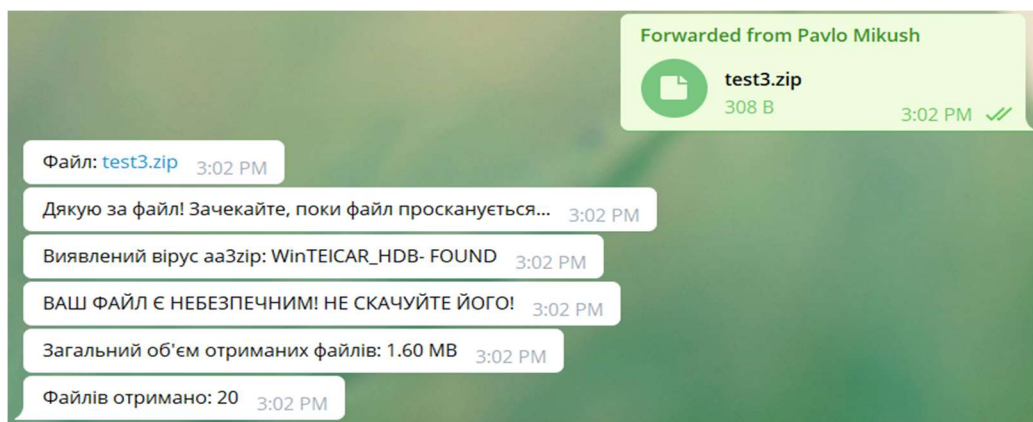 Forwarded from Pavlo Mikush
test3.zip
308 B
3:02 PM
Файл: test3.zip 3:02 PM
Дякую за файл! Зачекайте, поки файл просканується... 3:02 PM
Виявлений вірус aa3zip: WinTEICAR_HDB- FOUND 3:02 PM
ВАШ ФАЙЛ Є НЕБЕЗПЕЧНИМ! НЕ СКАЧУЙТЕ ЙОГО! 3:02 PM
Загальний об'єм отриманих файлів: 1.60 MB 3:02 PM
Файлів отримано: 20 3:02 PM